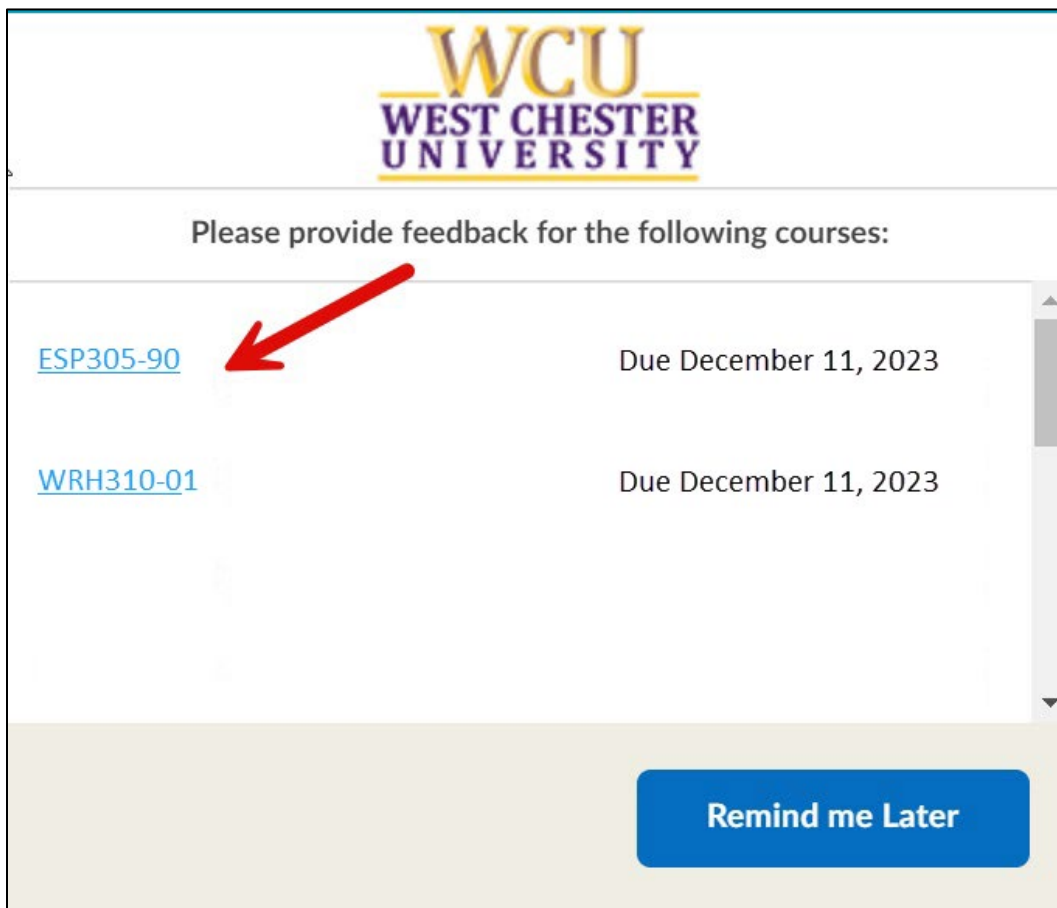 WCU
WEST CHESTER
UNIVERSITY
Please provide feedback for the following courses:
ESP305-90 Due December 11, 2023
WRH310-01 Due December 11, 2023
Remind me Later